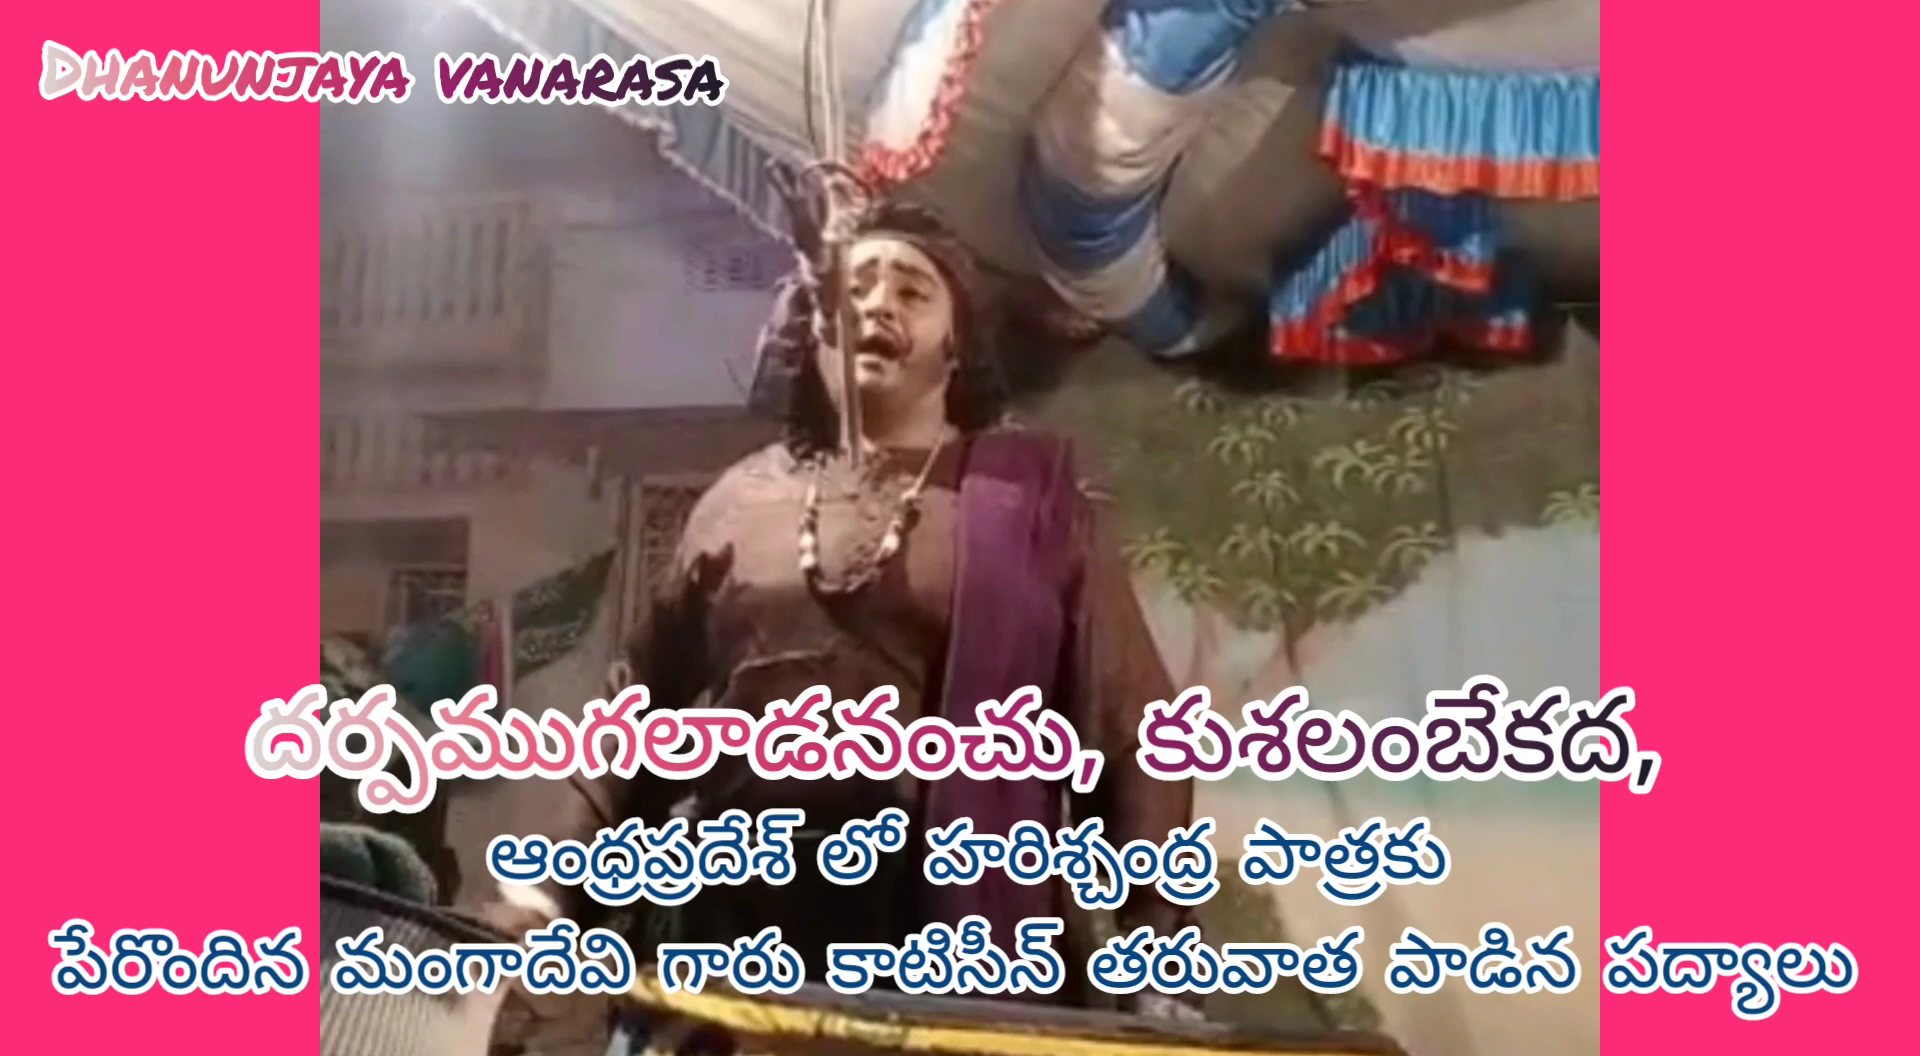 Dhanunjaya vanarasa
దర్పముగలాడనంచు, కుశలంబేకద,
ఆంధ్రప్రదేశ్ లో హరిశ్చంద్ర పాత్రకు
పేరొందిన మంగాదేవి గారు కాటిసీన్ తరువాత పాడిన పద్యాలు